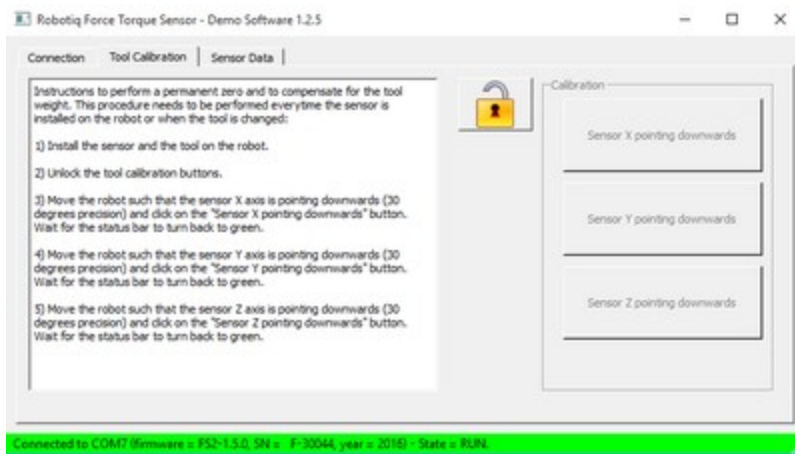 Robotiq Force Torque Sensor - Demo Software 1.2.5
Connection Tool Calibration Sensor Data
Instructions to perform a permanent zero and to compensate for the tool
weight. This procedure needs to be performed everytime the sensor is
installed on the robot or when the tool is changed:
1) Install the sensor and the tool on the robot.
2) Unlock the tool calibration buttons.
3) Move the robot such that the sensor X axis is pointing downwards (30
degrees precision) and click on the "Sensor X pointing downwards" button.
Wait for the status bar to turn back to green.
4) Move the robot such that the sensor Y axis is pointing downwards (30
degrees precision) and click on the "Sensor Y pointing downwards" button.
Wait for the status bar to turn back to green.
5) Move the robot such that the sensor Z axis is pointing downwards (30
degrees precision) and click on the "Sensor Z pointing downwards" button.
Wait for the status bar to turn back to green.
Calibration
Sensor X pointing downwards
Sensor Y pointing downwards
Sensor Z pointing downwards
Connected to COM7 (firmware = FS2-1.5.0, SN = F-30044, year = 2016) - State = RUN.